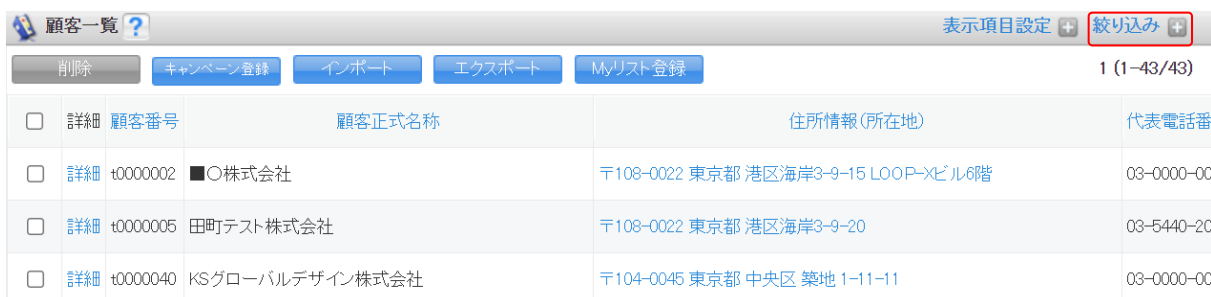 顧客一覧 ? 表示項目設定 絞り込み
削除 キャンペーン登録 インポート エクスポート Myリスト登録 1 (1-43/43)
詳細 顧客番号 顧客正式名称 住所情報(所在地) 代表電話番
詳細 t0000002 ■〇株式会社 〒108-0022 東京都 港区海岸3-9-15 LOOP-Xビル6階 03-0000-00
詳細 t0000005 田町テスト株式会社 〒108-0022 東京都 港区海岸3-9-20 03-5440-20
詳細 t0000040 KSグローバルデザイン株式会社 〒104-0045 東京都 中央区 築地 1-11-11 03-0000-00